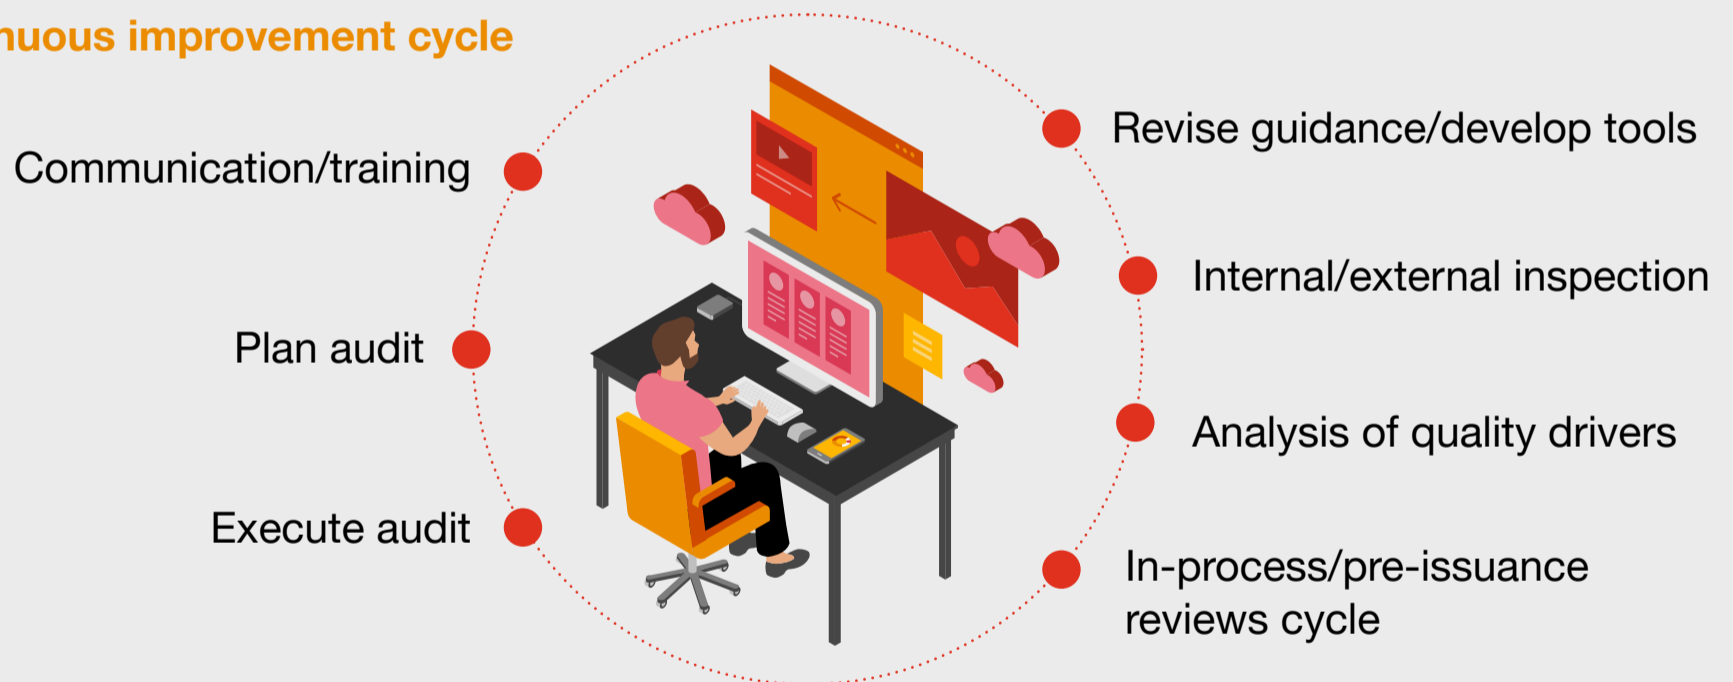 nuous improvement cycle
Communication/training
Plan audit
Execute audit
Revise guidance/develop tools
Internal/external inspection
Analysis of quality drivers
In-process/pre-issuance
reviews cycle